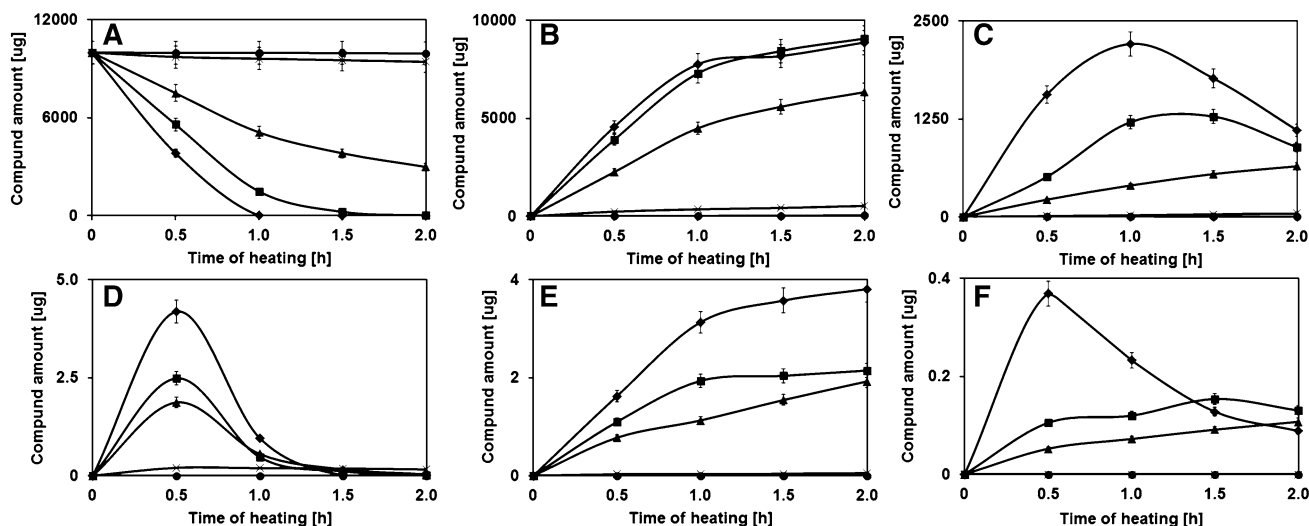 A
12000
6000
0
Compound amount [ug]
0 0.5 1.0 1.5 2.0
Time of heating [h]
B
10000
5000
0
Compund amount [ug]
0 0.5 1.0 1.5 2.0
Time of heating [h]
C
2500
1250
0
Compund amount [ug]
0 0.5 1.0 1.5 2.0
Time of heating [h]
D
5.0
2.5
0
Compound amount [ug]
0 0.5 1.0 1.5 2.0
Time of heating [h]
E
4
2
0
Compound amount [ug]
0 0.5 1.0 1.5 2.0
Time of heating [h]
F
0.4
0.2
0
Compound amount [ug]
0 0.5 1.0 1.5 2.0
Time of heating [h]